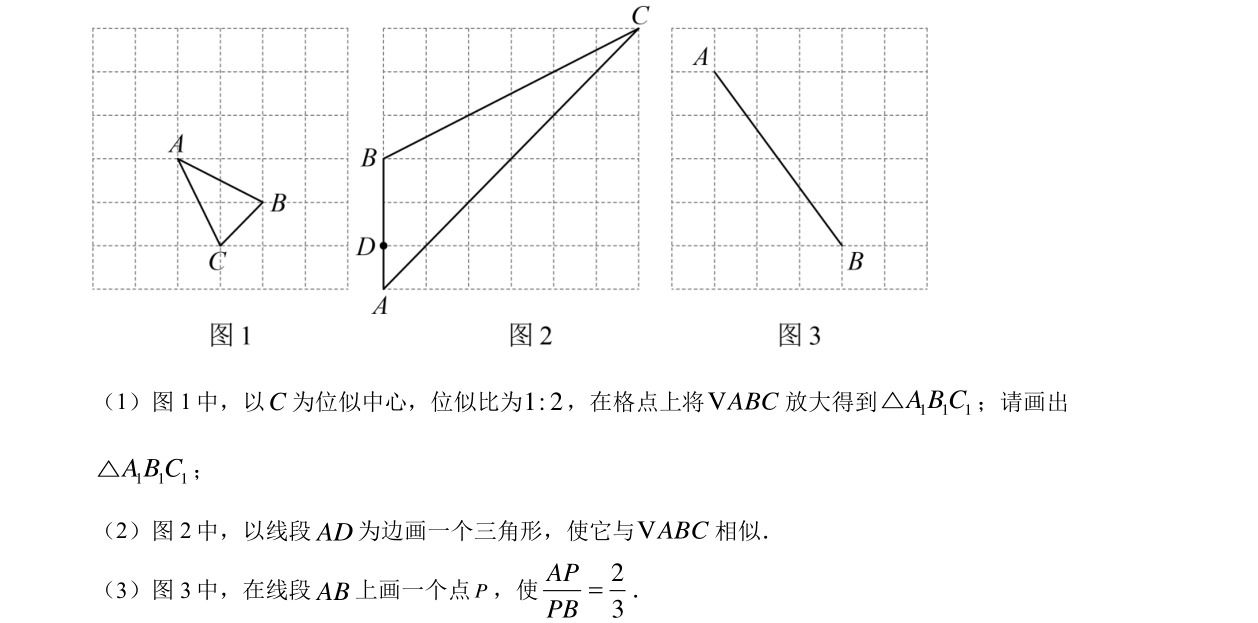 C
A
A
B
B
D
C
B
A
图 1
图 2
图 3
（1）图 1 中，以 C 为位似中心，位似比为1:2，在格点上将 VABC 放大得到 △A₁B₁C₁；请画出
△A₁B₁C₁；
（2）图 2 中，以线段 AD 为边画一个三角形，使它与 VABC 相似．
（3）图 3 中，在线段 AB 上画一个点 P，使 AP/PB = 2/3．